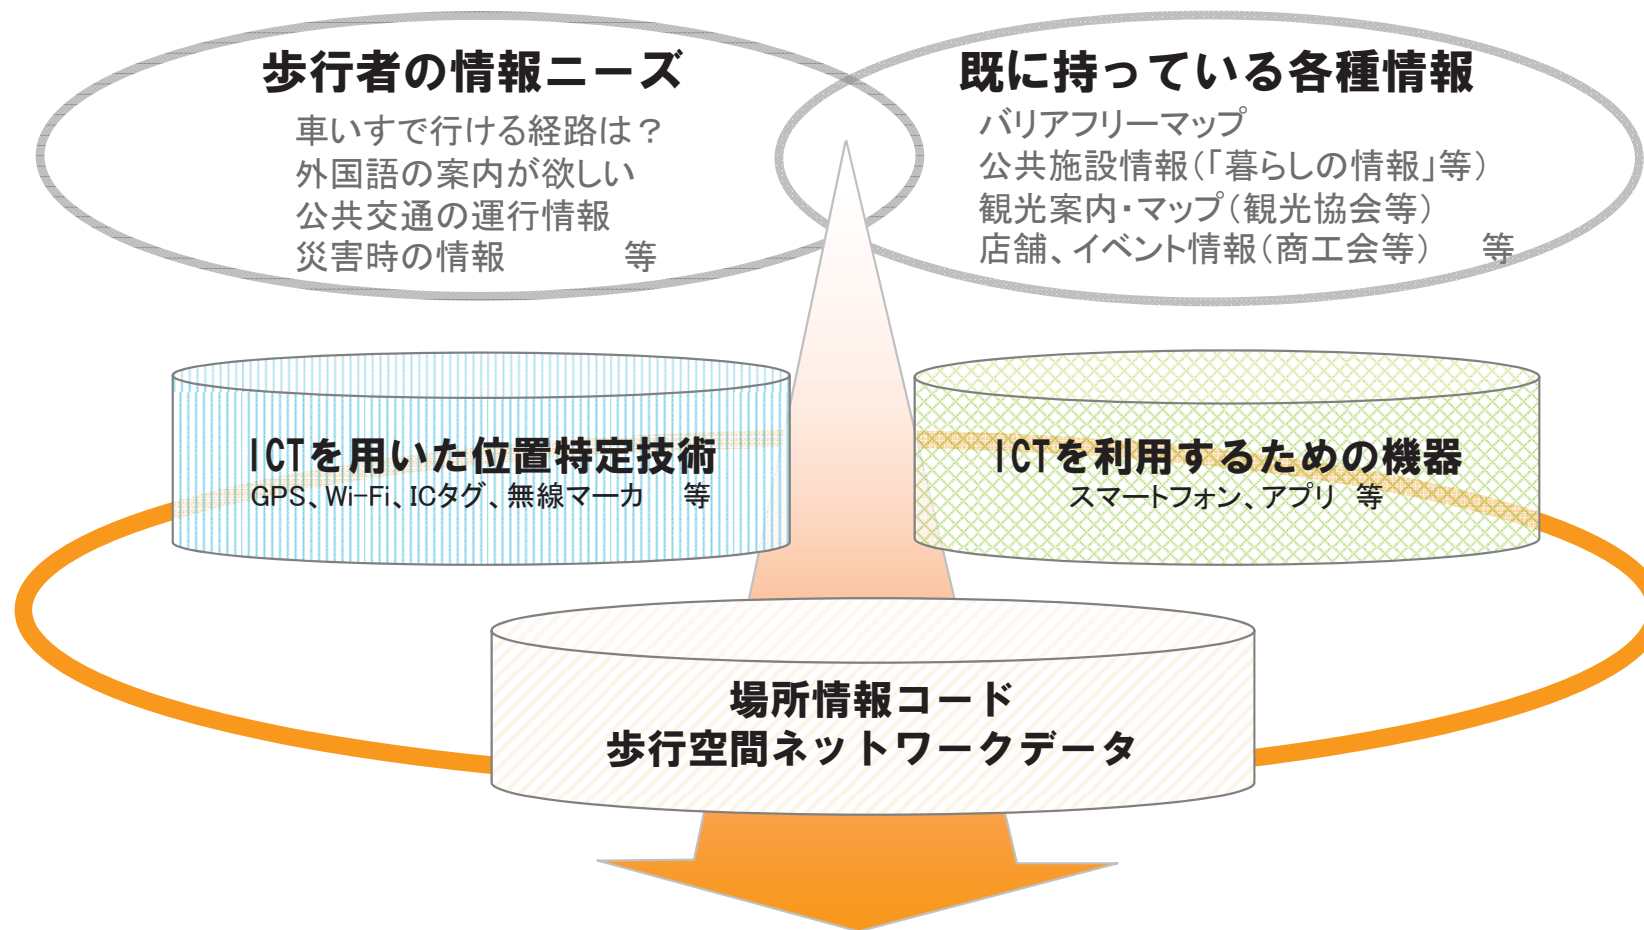 歩行者の情報ニーズ
車いすで行ける経路は？
外国語の案内が欲しい
公共交通の運行情報
災害時の情報　　　等
既に持っている各種情報
バリアフリーマップ
公共施設情報（「暮らしの情報」等）
観光案内・マップ（観光協会等）
店舗、イベント情報（商工会等）　等
ICTを用いた位置特定技術
GPS、Wi-Fi、ICタグ、無線マーカ　等
ICTを利用するための機器
スマートフォン、アプリ　等
場所情報コード
歩行空間ネットワークデータ